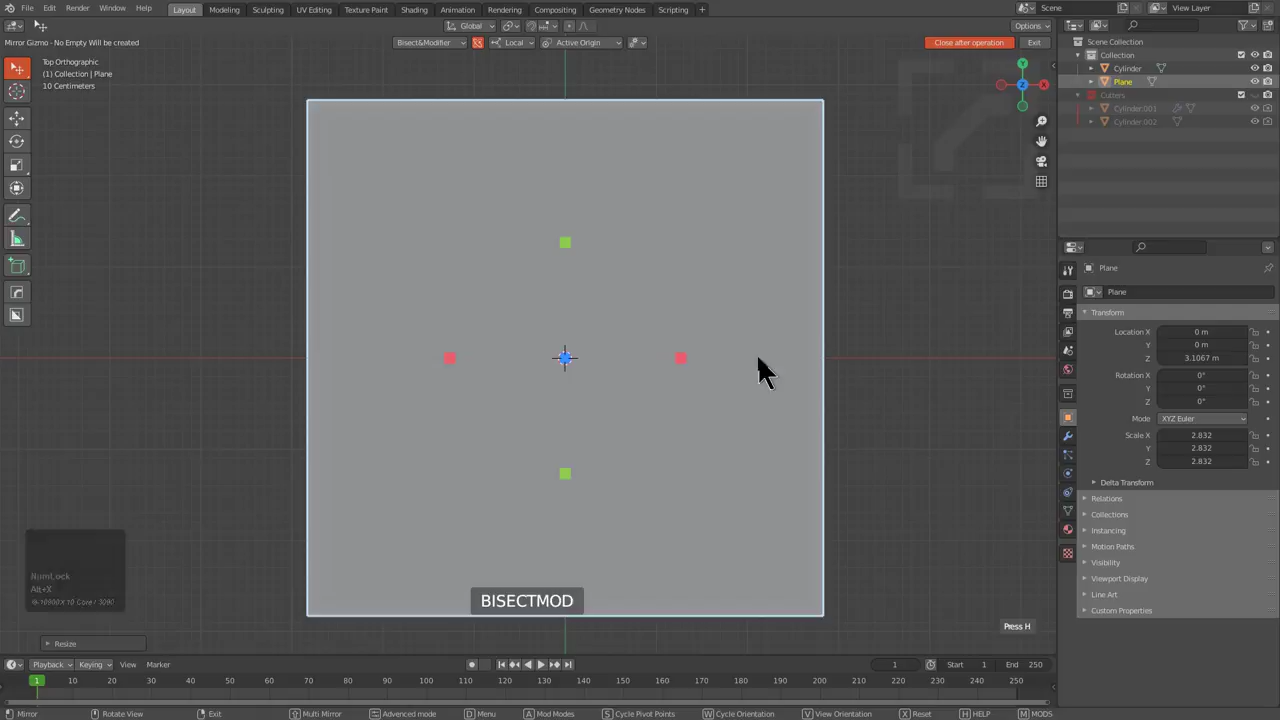 File Edit Render Window Help Layout Modeling Sculpting UV Editing Texture Paint Shading Animation Compositing Rendering Geometry Nodes Scripting + Scene View Layer
Global Options
Mirror Gizmo - No Empty Will be created Bisect&Modifier Local Active Origin Close after operation Exit
Top Orthographic
(1) Collection | Plane
10 Centimeters
Y
Z X
Scene Collection
Collection
Cylinder
Plane
Cutters
Cylinder.001
Cylinder.002
Plane
Plane
Transform
Location X 0 m
Y 0 m
Z 3.1067 m
Rotation X 0°
Y 0°
Z 0°
Mode XYZ Euler
Scale X 2.832
Y 2.832
Z 2.832
Delta Transform
Relations
Collections
Instancing
Motion Paths
Visibility
Viewport Display
Line Art
Custom Properties
NumLock
Alt+X
BISECTMOD
Press H
Resize
Playback Keying View Marker 1 Start 1 End 250
1 10 20 30 40 50 60 70 80 90 100 110 120 130 140 150 160 170 180 190 200 210 220 230 240 250
Mirror Rotate View Exit Multi Mirror Advanced mode D Menu A Mod Modes S Cycle Pivot Points W Cycle Orientation V View Orientation X Reset H HELP M MODS